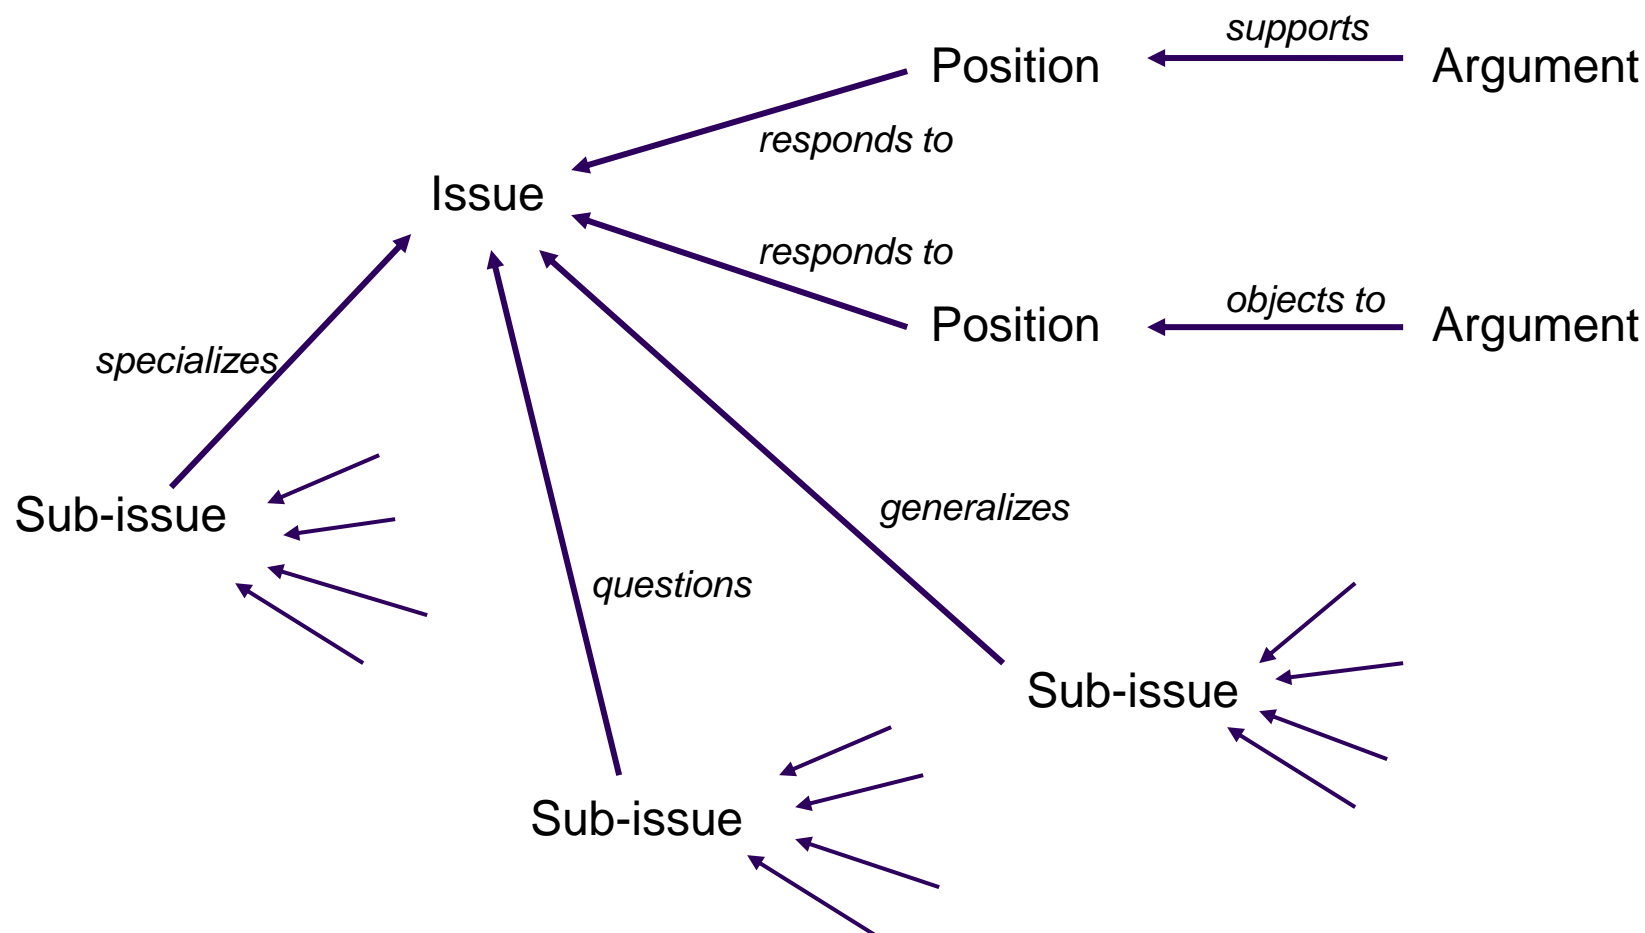 supports
Position
Argument
responds to
Issue
responds to
Position
objects to
Argument
specializes
Sub-issue
generalizes
questions
Sub-issue
Sub-issue